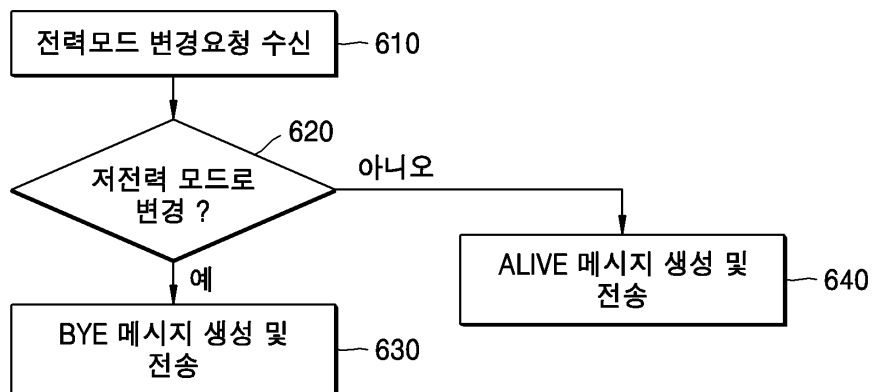 전력모드 변경요청 수신
610
620
저전력 모드로
변경 ?
아니오
예
ALIVE 메시지 생성 및
전송
640
BYE 메시지 생성 및
전송
630